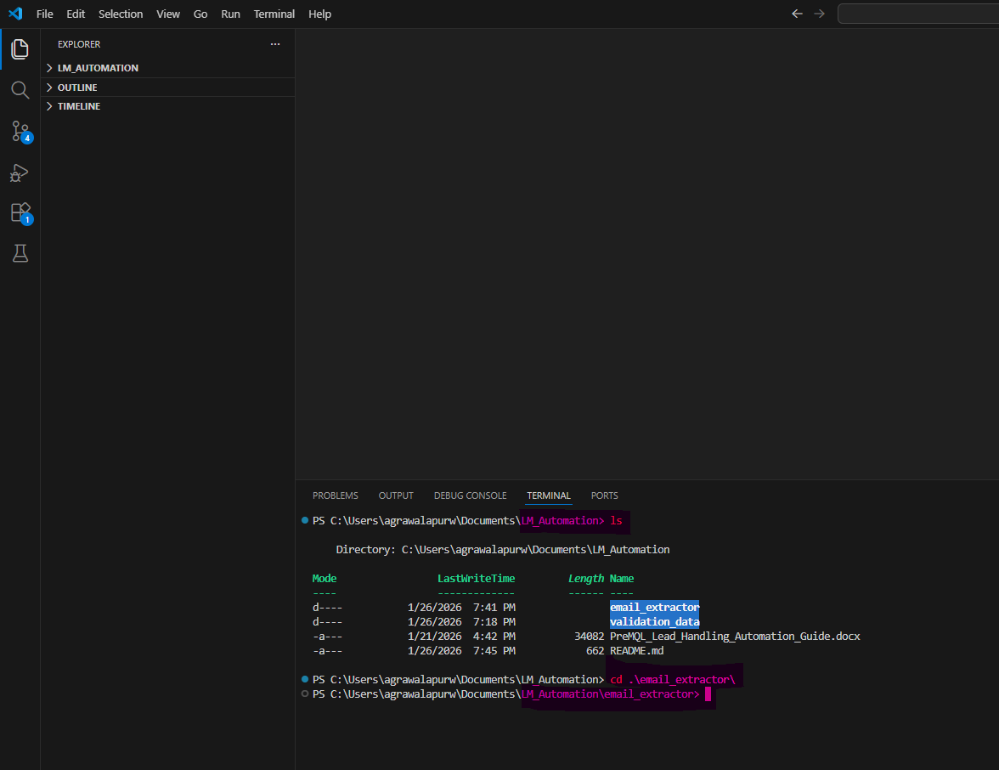 File Edit Selection View Go Run Terminal Help
EXPLORER ...
LM_AUTOMATION
OUTLINE
TIMELINE
4
1
PROBLEMS OUTPUT DEBUG CONSOLE TERMINAL PORTS
PS C:\Users\agrawalapurw\Documents\LM_Automation> ls
Directory: C:\Users\agrawalapurw\Documents\LM_Automation
Mode LastWriteTime Length Name
---- ------------- ------ ----
d---- 1/26/2026 7:41 PM email_extractor
d---- 1/26/2026 7:18 PM validation_data
-a--- 1/21/2026 4:42 PM 34082 PreMQL_Lead_Handling_Automation_Guide.docx
-a--- 1/26/2026 7:45 PM 662 README.md
PS C:\Users\agrawalapurw\Documents\LM_Automation> cd .\email_extractor\
PS C:\Users\agrawalapurw\Documents\LM_Automation\email_extractor>